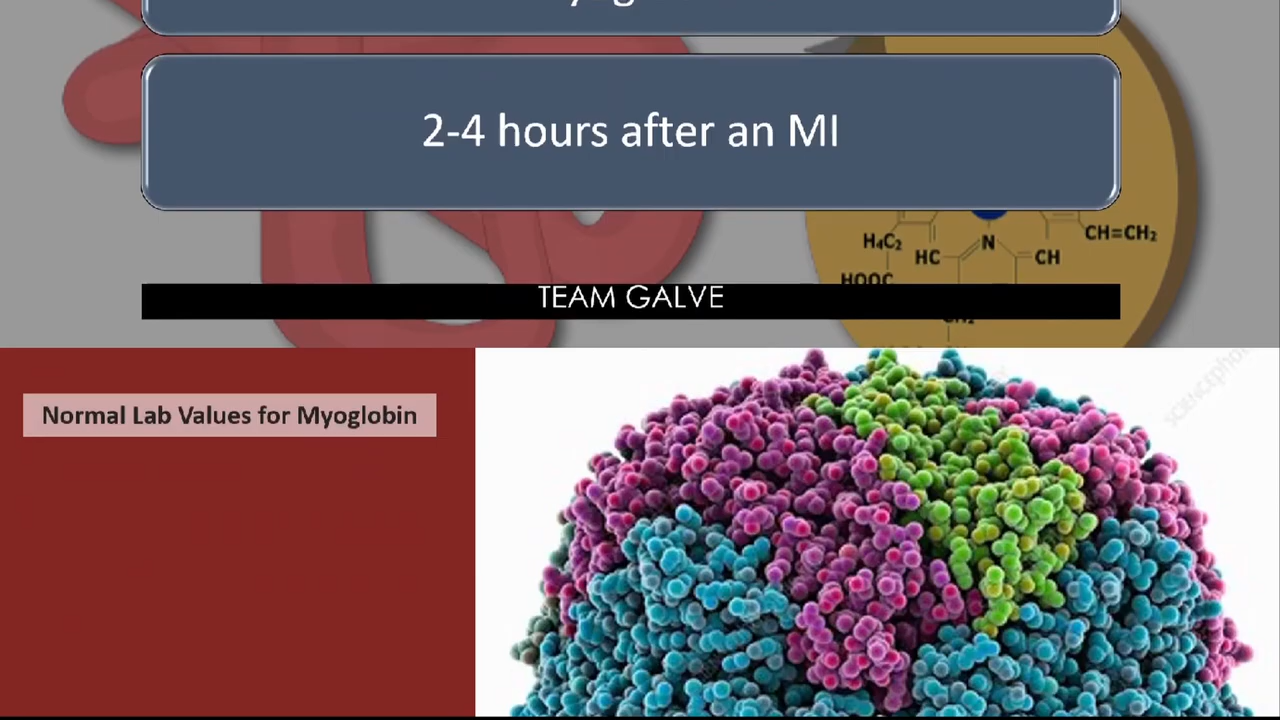 2-4 hours after an MI
H₄C₂
N
CH=CH₂
HC
CH
HOOC
TEAM GALVE
Normal Lab Values for Myoglobin